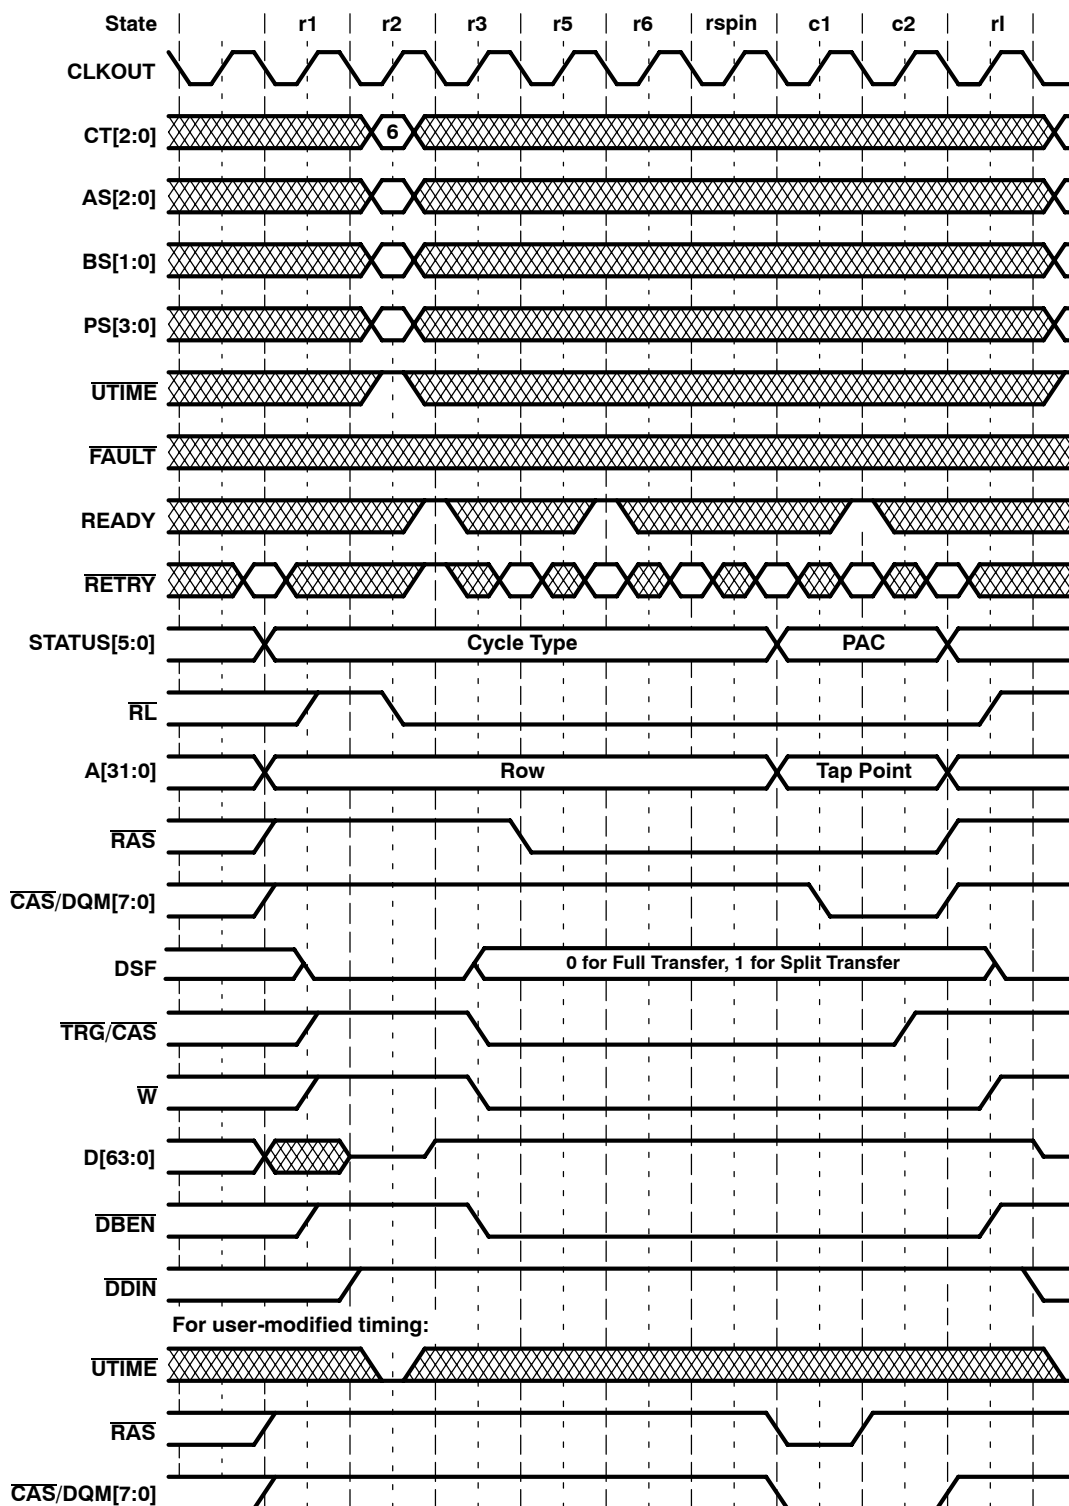 State r1 r2 r3 r5 r6 rspin c1 c2 rl
CLKOUT
CT[2:0] 6
AS[2:0]
BS[1:0]
PS[3:0]
UTIME
FAULT
READY
RETRY
STATUS[5:0] Cycle Type PAC
RL
A[31:0] Row Tap Point
RAS
CAS/DQM[7:0]
DSF 0 for Full Transfer, 1 for Split Transfer
TRG/CAS
W
D[63:0]
DBEN
DDIN
For user-modified timing:
UTIME
RAS
CAS/DQM[7:0]